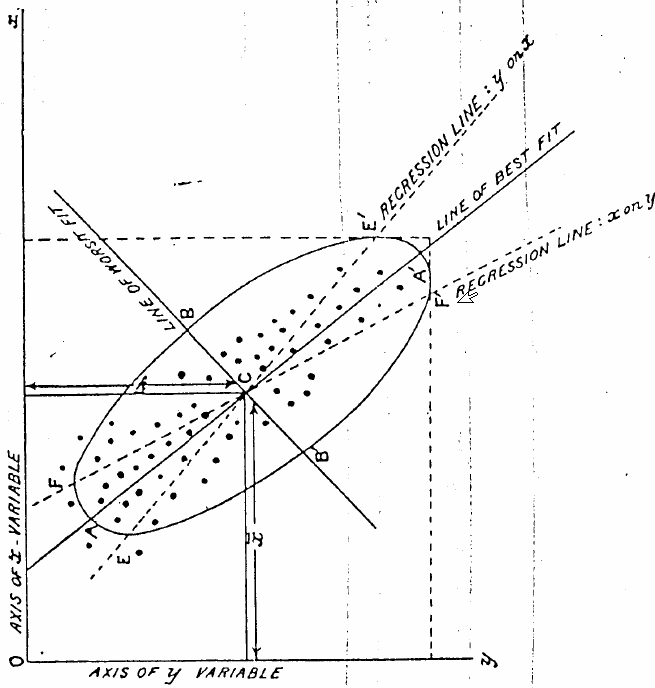 x
REGRESSION LINE: y on x
LINE OF BEST FIT
REGRESSION LINE: x on y
LINE OF WORST FIT
E'
A'
F'
B
C
F
A
E
B'
x̄
AXIS OF x-VARIABLE
0
AXIS OF y VARIABLE
y